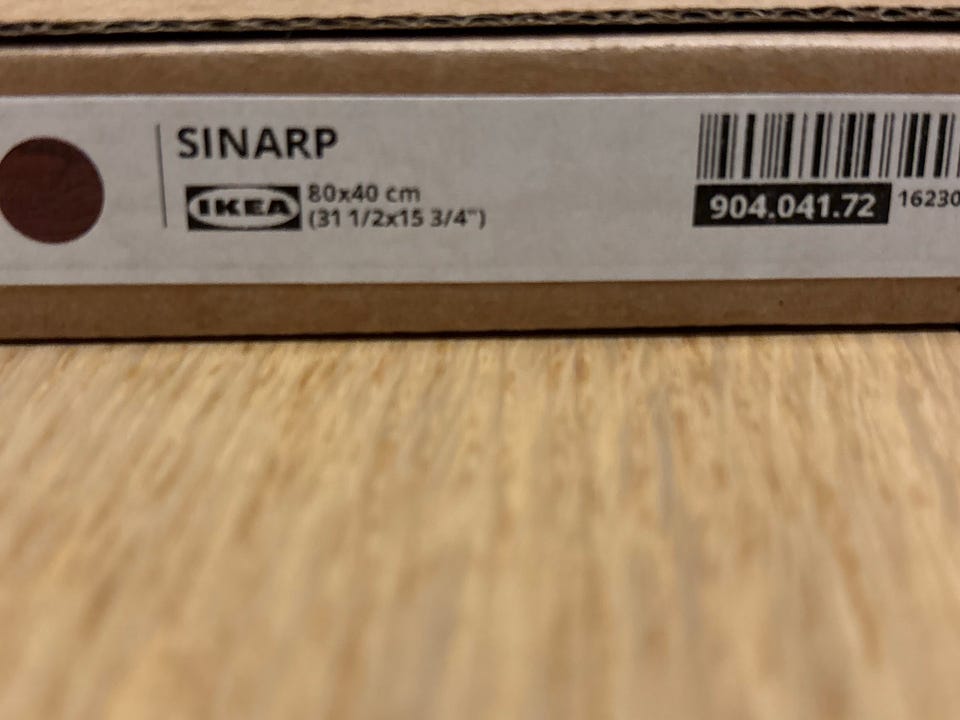 SINARP
IKEA
80x40 cm
(31 1/2x15 3/4")
904.041.72
16230